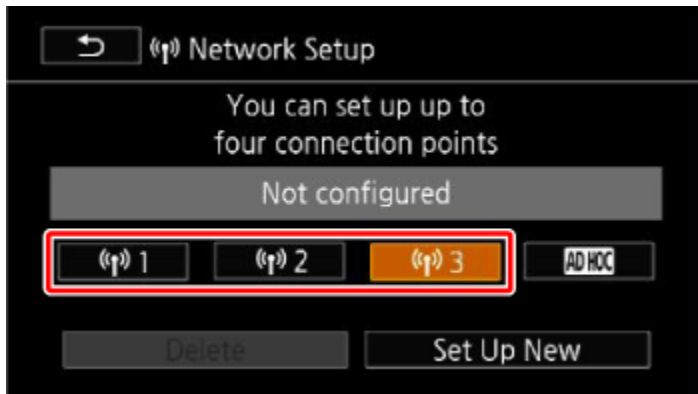 Network Setup
You can set up up to
four connection points
Not configured
1 2 3 AD HOC
Delete Set Up New